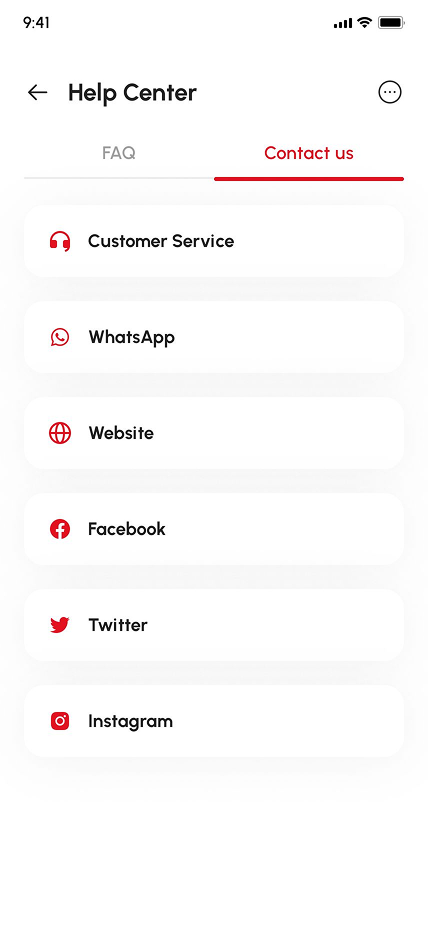 9:41
Help Center
FAQ
Contact us
Customer Service
WhatsApp
Website
Facebook
Twitter
Instagram